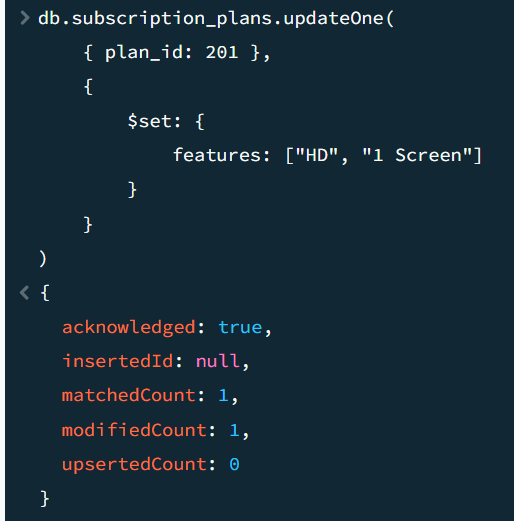 > db.subscription_plans.updateOne(
{ plan_id: 201 },
{
$set: {
features: ["HD", "1 Screen"]
}
}
)
< {
acknowledged: true,
insertedId: null,
matchedCount: 1,
modifiedCount: 1,
upsertedCount: 0
}